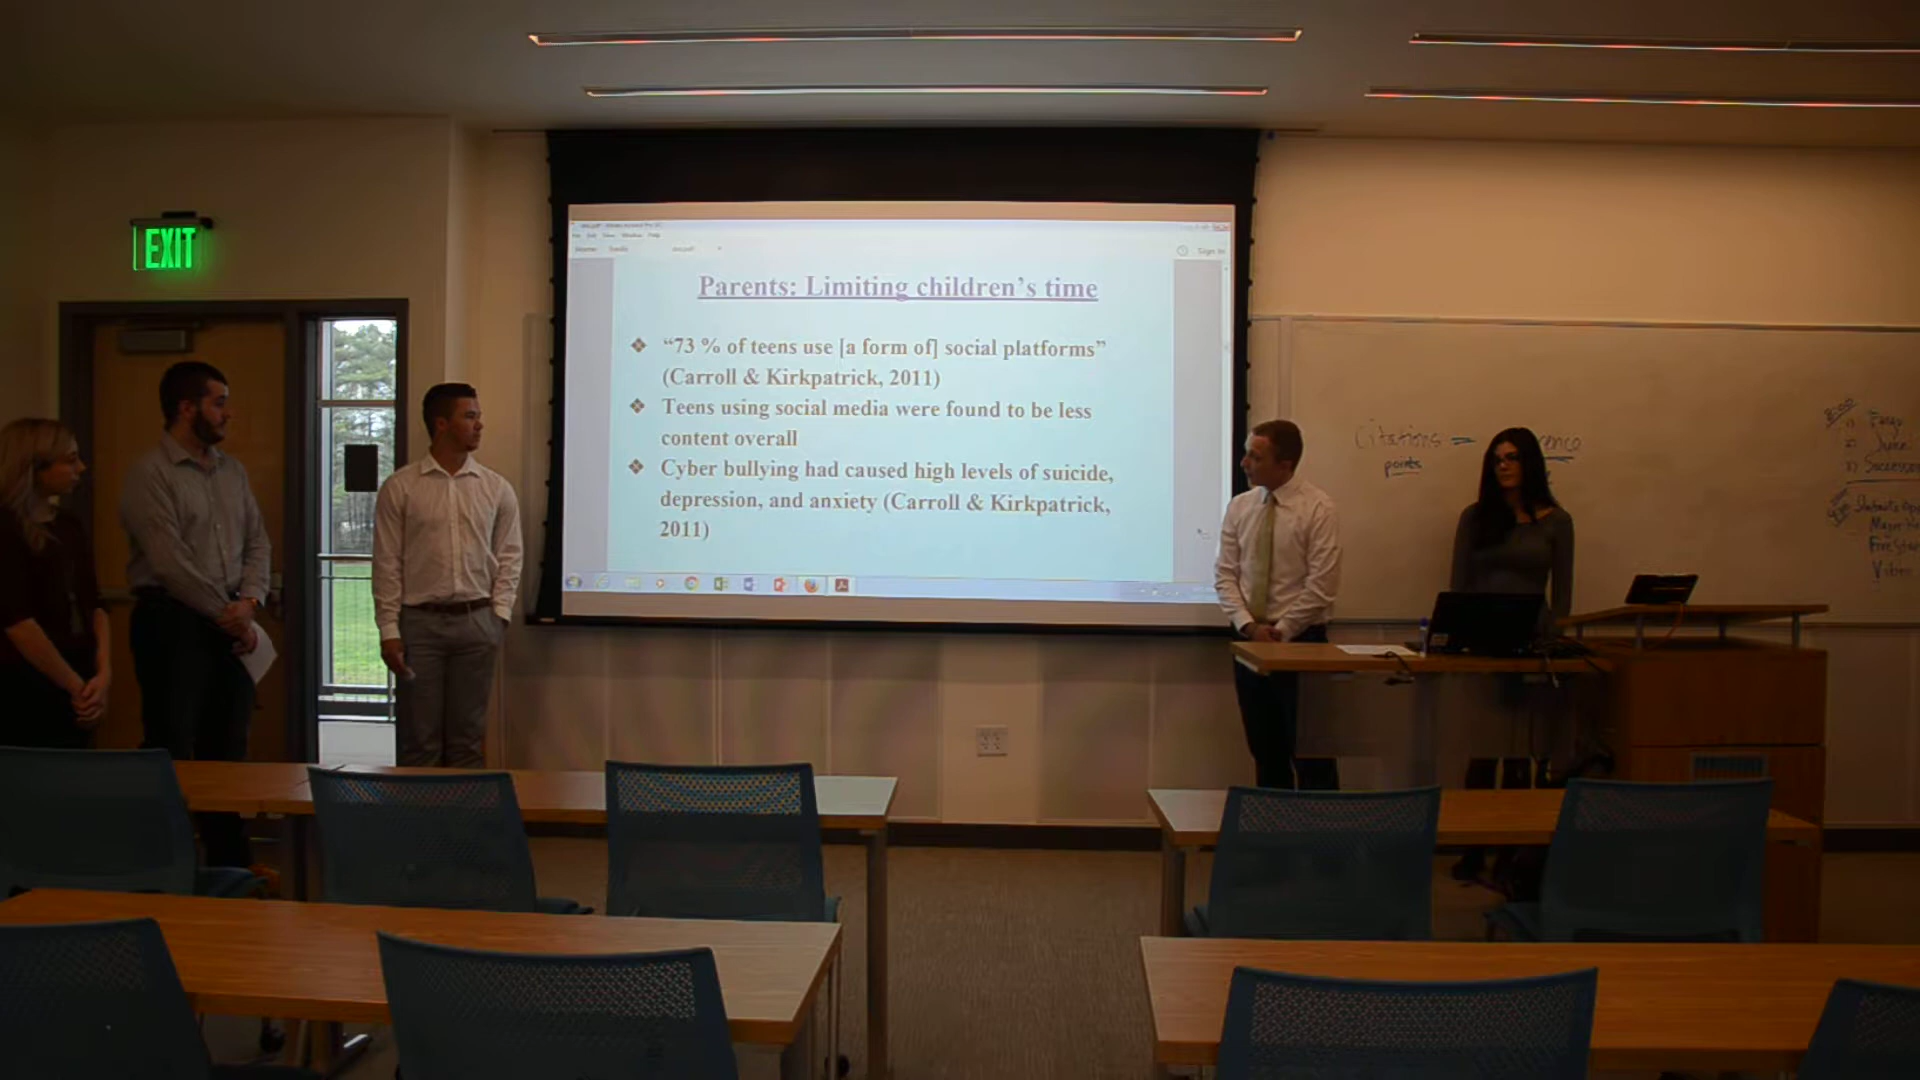 EXIT
Sign In
Parents: Limiting children's time
❖ “73 % of teens use [a form of] social platforms”
(Carroll & Kirkpatrick, 2011)
❖ Teens using social media were found to be less
content overall
❖ Cyber bullying had caused high levels of suicide,
depression, and anxiety (Carroll & Kirkpatrick,
2011)
Citations =
points